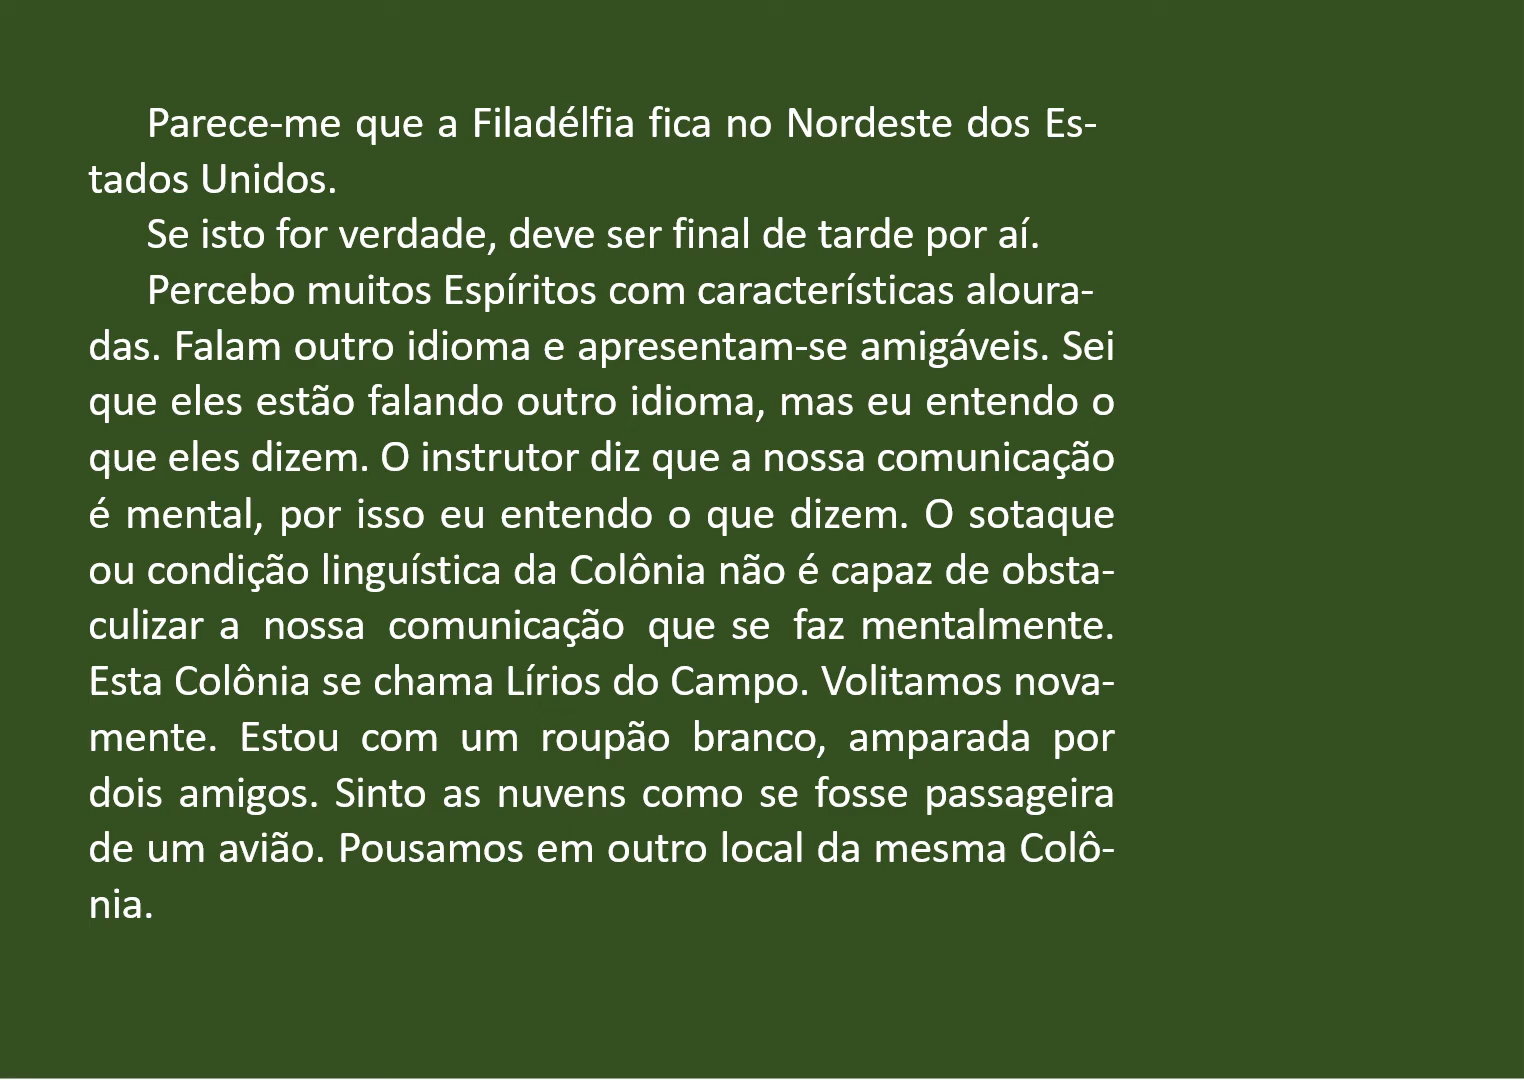 Parece-me que a Filadélfia fica no Nordeste dos Es-
tados Unidos.
Se isto for verdade, deve ser final de tarde por aí.
Percebo muitos Espíritos com características aloura-
das. Falam outro idioma e apresentam-se amigáveis. Sei
que eles estão falando outro idioma, mas eu entendo o
que eles dizem. O instrutor diz que a nossa comunicação
é mental, por isso eu entendo o que dizem. O sotaque
ou condição linguística da Colônia não é capaz de obsta-
culizar a nossa comunicação que se faz mentalmente.
Esta Colônia se chama Lírios do Campo. Volitamos nova-
mente. Estou com um roupão branco, amparada por
dois amigos. Sinto as nuvens como se fosse passageira
de um avião. Pousamos em outro local da mesma Colô-
nia.